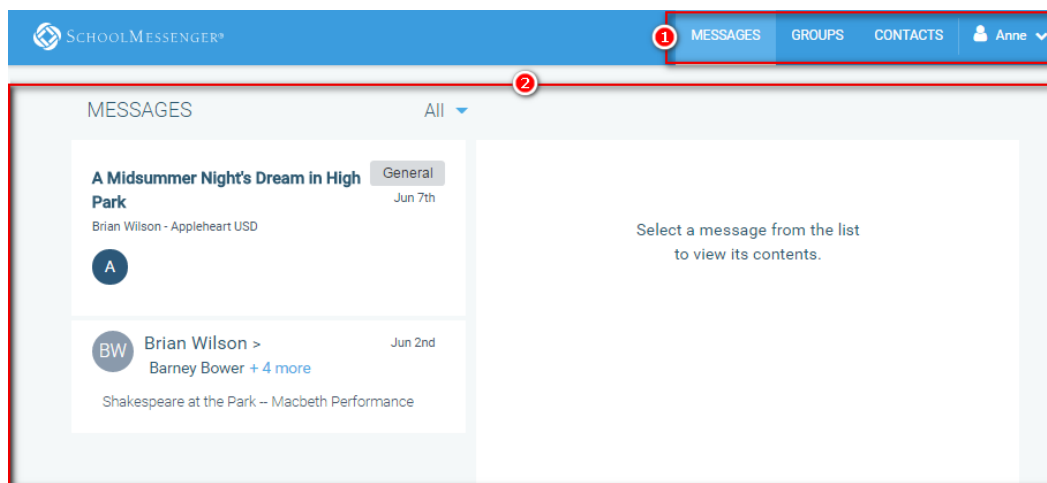 SCHOOLMESSENGER®
1 MESSAGES GROUPS CONTACTS Anne
2
MESSAGES All
A Midsummer Night's Dream in High Park
General
Jun 7th
Brian Wilson - Appleheart USD
A
BW
Brian Wilson >
Jun 2nd
Barney Bower + 4 more
Shakespeare at the Park -- Macbeth Performance
Select a message from the list
to view its contents.